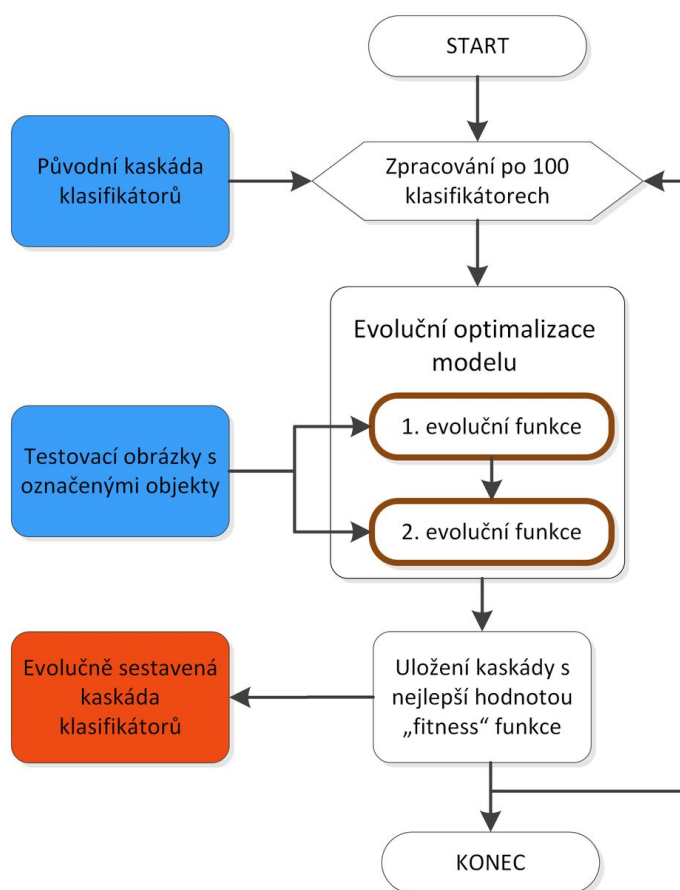 START
Původní kaskáda
klasifikátorů
Zpracování po 100
klasifikátorech
Evoluční optimalizace
modelu
1. evoluční funkce
Testovací obrázky s
označenými objekty
2. evoluční funkce
Evolučně sestavená
kaskáda
klasifikátorů
Uložení kaskády s
nejlepší hodnotou
„fitness“ funkce
KONEC